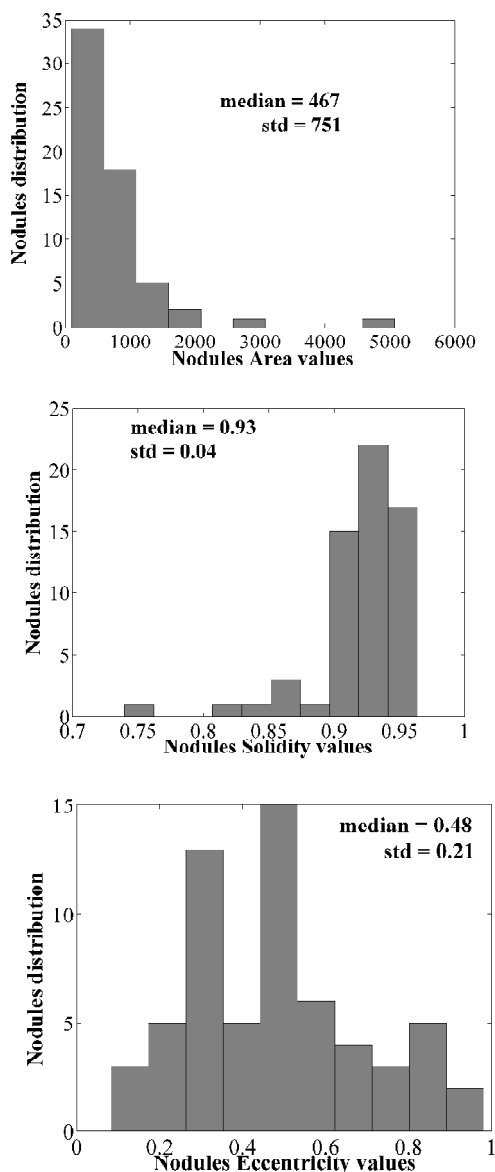 35
30
25
20
15
10
5
0
Nodules distribution
median = 467
std = 751
0 1000 2000 3000 4000 5000 6000
Nodules Area values
25
20
15
10
5
0
Nodules distribution
median = 0.93
std = 0.04
0.7 0.75 0.8 0.85 0.9 0.95 1
Nodules Solidity values
15
10
5
0
Nodules distribution
median = 0.48
std = 0.21
0 0.2 0.4 0.6 0.8 1
Nodules Eccentricity values